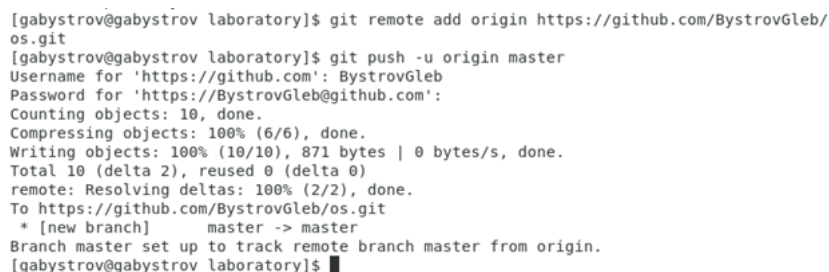 [gabystrov@gabystrov laboratory]$ git remote add origin https://github.com/BystrovGleb/
os.git
[gabystrov@gabystrov laboratory]$ git push -u origin master
Username for 'https://github.com': BystrovGleb
Password for 'https://BystrovGleb@github.com':
Counting objects: 10, done.
Compressing objects: 100% (6/6), done.
Writing objects: 100% (10/10), 871 bytes | 0 bytes/s, done.
Total 10 (delta 2), reused 0 (delta 0)
remote: Resolving deltas: 100% (2/2), done.
To https://github.com/BystrovGleb/os.git
 * [new branch]      master -> master
Branch master set up to track remote branch master from origin.
[gabystrov@gabystrov laboratory]$